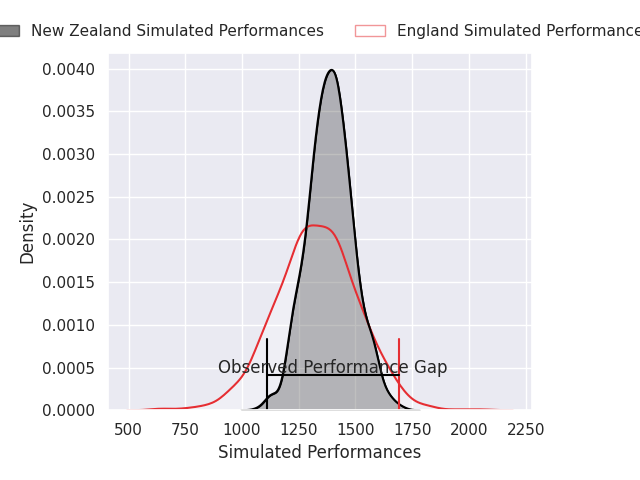 New Zealand Simulated Performances
England Simulated Performance
0.0040
0.0035
0.0030
0.0025
0.0020
0.0015
0.0010
0.0005
0.0000
Density
Observed Performance Gap
500 750 1000 1250 1500 1750 2000 2250
Simulated Performances